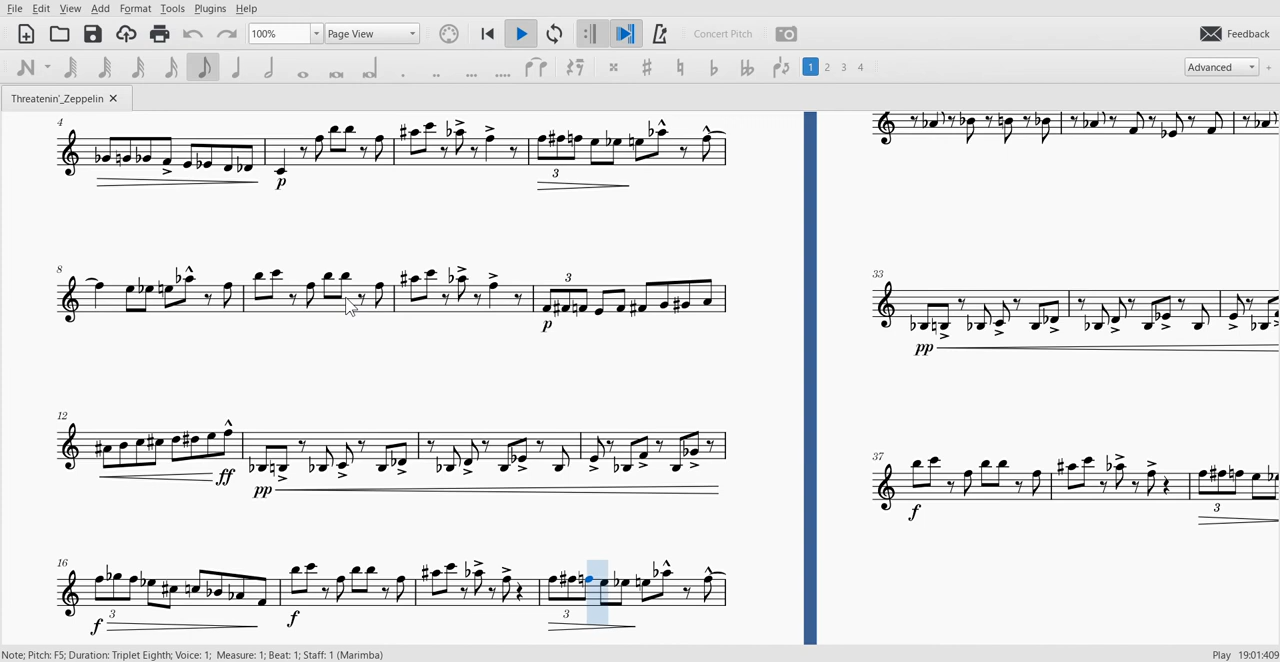 File Edit View Add Format Tools Plugins Help
100% Page View Concert Pitch Feedback
1 2 3 4 Advanced +
Threatenin'_Zeppelin
4
p
3
8
3
p
33
pp
12
ff
pp
37
f
3
16
f
3
f
3
Note; Pitch: F5; Duration: Triplet Eighth; Voice: 1; Measure: 1; Beat: 1; Staff: 1 (Marimba) Play 19:01:409